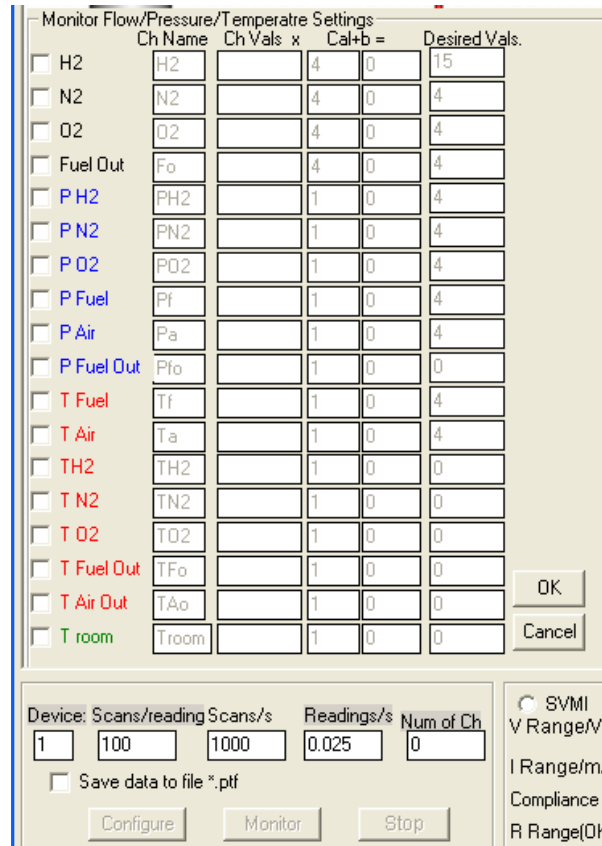 Monitor Flow/Pressure/Temperatre Settings
Ch Name Ch Vals x Cal+b = Desired Vals.
H2 H2 4 0 15
N2 N2 4 0 4
O2 O2 4 0 4
Fuel Out Fo 4 0 4
P H2 PH2 1 0 4
P N2 PN2 1 0 4
P O2 PO2 1 0 4
P Fuel Pf 1 0 4
P Air Pa 1 0 4
P Fuel Out Pfo 1 0 0
T Fuel Tf 1 0 4
T Air Ta 1 0 4
TH2 TH2 1 0 0
T N2 TN2 1 0 0
T O2 TO2 1 0 0
T Fuel Out TFo 1 0 0
T Air Out TAo 1 0 0
T room Troom 1 0 0
OK
Cancel
Device: Scans/reading Scans/s Readings/s Num of Ch
1 100 1000 0.025 0
Save data to file *.ptf
Configure Monitor Stop
SVMI
V Range/V
I Range/m
Compliance
R Range(Oh